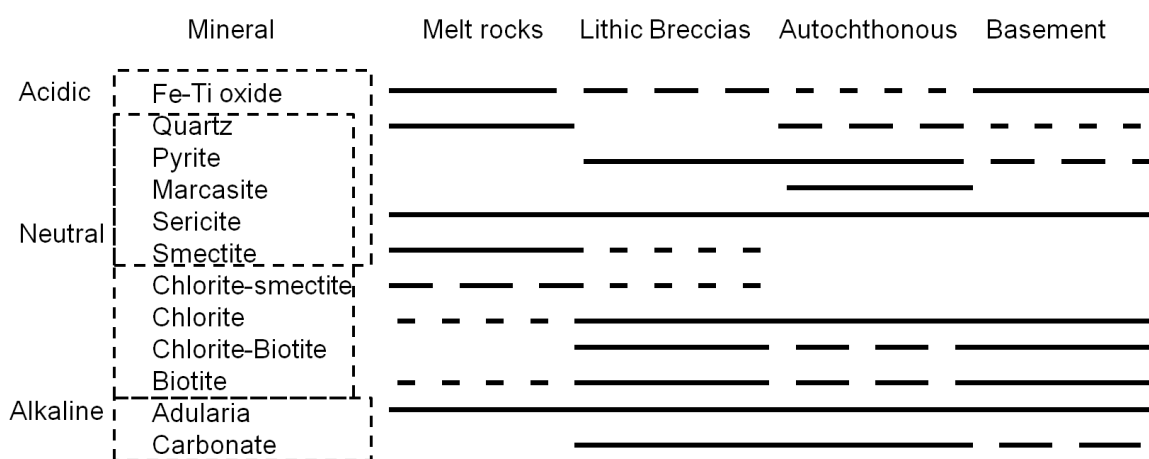 Mineral Melt rocks Lithic Breccias Autochthonous Basement
Acidic Fe-Ti oxide
Quartz
Pyrite
Marcasite
Sericite
Neutral
Smectite
Chlorite-smectite
Chlorite
Chlorite-Biotite
Biotite
Alkaline Adularia
Carbonate